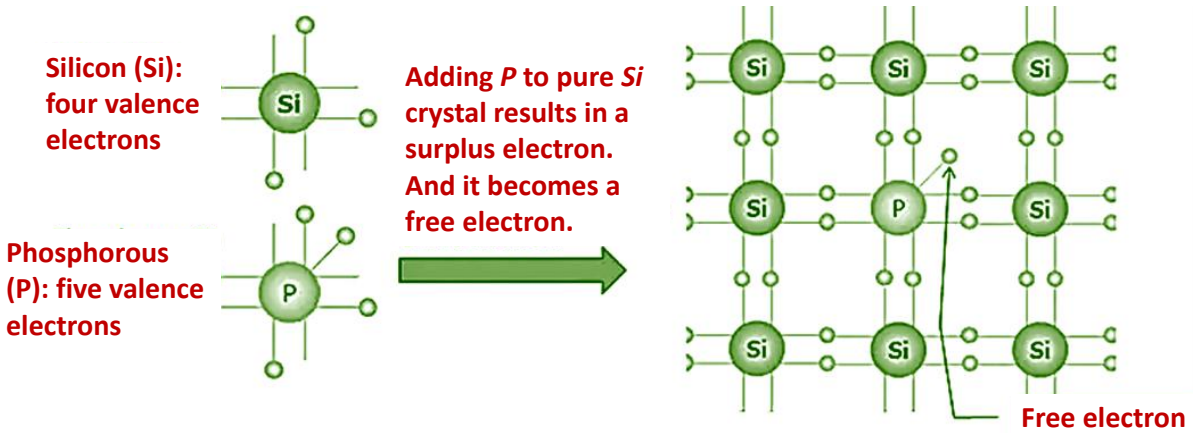 Silicon (Si):
four valence
electrons
Si
Phosphorous
(P): five valence
electrons
P
Adding P to pure Si
crystal results in a
surplus electron.
And it becomes a
free electron.
Si Si Si
Si P Si
Si Si Si
Free electron